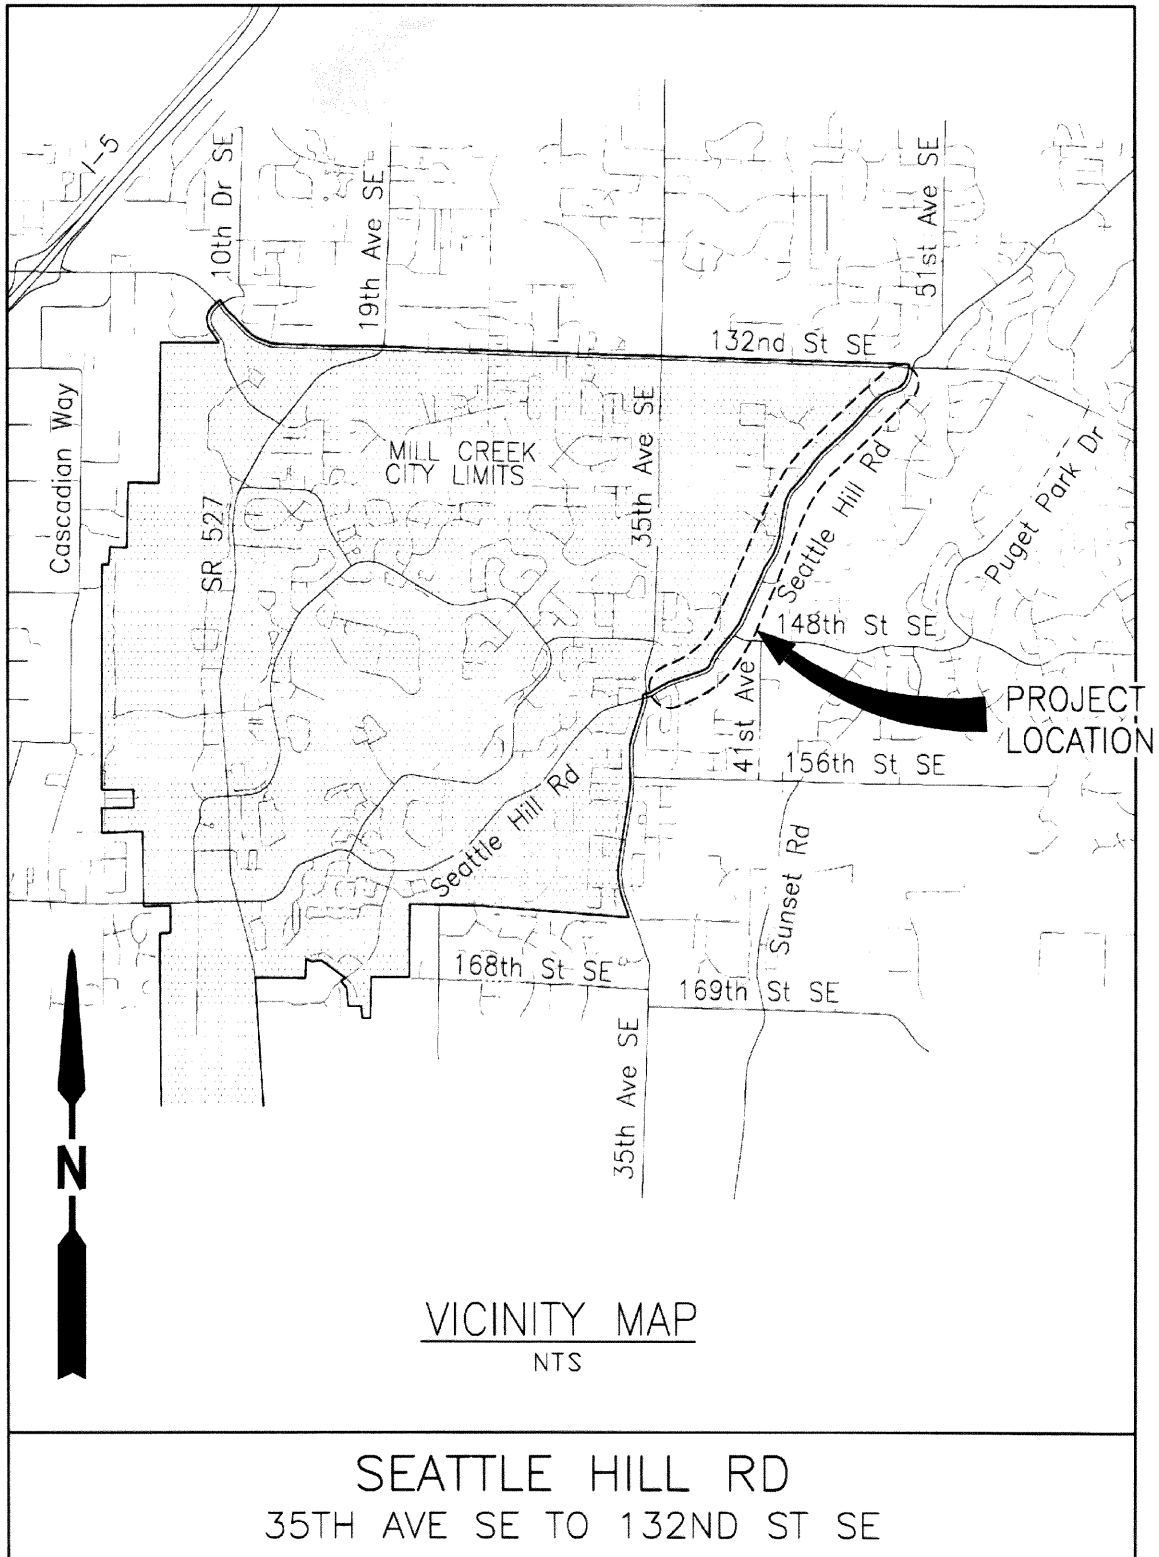 I-5
10th Dr SE
19th Ave SE
51st Ave SE
132nd St SE
Cascadian Way
MILL CREEK
CITY LIMITS
35th Ave SE
SR 527
Seattle Hill Rd
Puget Park Dr
148th St SE
41st Ave
PROJECT
LOCATION
156th St SE
Seattle Hill Rd
Sunset Rd
168th St SE
169th St SE
35th Ave SE
N
VICINITY MAP
NTS
SEATTLE HILL RD
35TH AVE SE TO 132ND ST SE